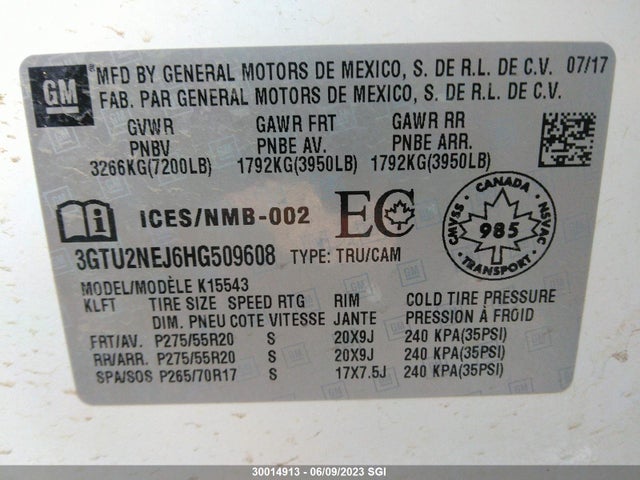 GM
MFD BY GENERAL MOTORS DE MEXICO, S. DE R.L. DE C.V. 07/17
FAB. PAR GENERAL MOTORS DE MEXICO, S. DE R.L. DE C.V.
GVWR GAWR FRT GAWR RR
PNBV PNBE AV. PNBE ARR.
3266KG(7200LB) 1792KG(3950LB) 1792KG(3950LB)
i ICES/NMB-002 EC
CANADA CMVSS 985 NSVAC TRANSPORT
3GTU2NEJ6HG509608 TYPE: TRU/CAM
MODEL/MODÈLE K15543
KLFT TIRE SIZE SPEED RTG RIM COLD TIRE PRESSURE
DIM. PNEU COTE VITESSE JANTE PRESSION À FROID
FRT/AV. P275/55R20 S 20X9J 240 KPA(35PSI)
RR/ARR. P275/55R20 S 20X9J 240 KPA(35PSI)
SPA/SOS P265/70R17 S 17X7.5J 240 KPA(35PSI)
30014913 - 06/09/2023 SGI